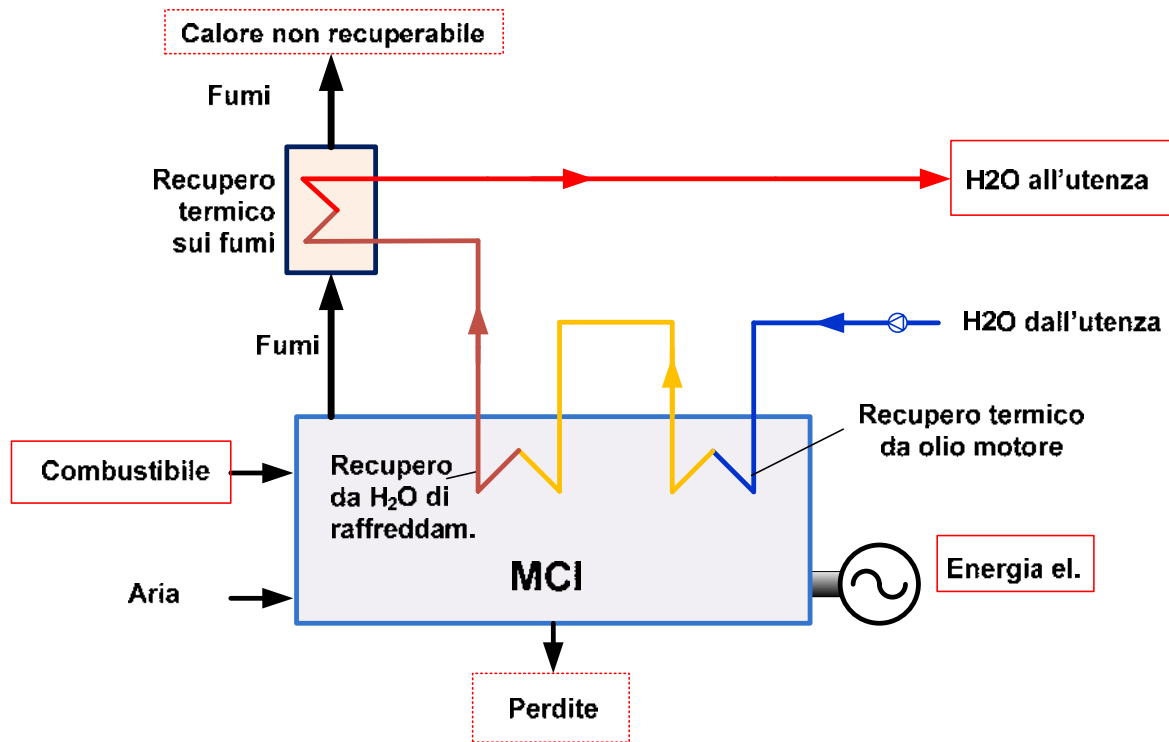 Calore non recuperabile
Fumi
Recupero
termico
sui fumi
H2O all'utenza
H2O dall'utenza
Fumi
Recupero termico
da olio motore
Combustibile
Recupero
da H₂O di
raffreddam.
MCI
Energia el.
Aria
Perdite